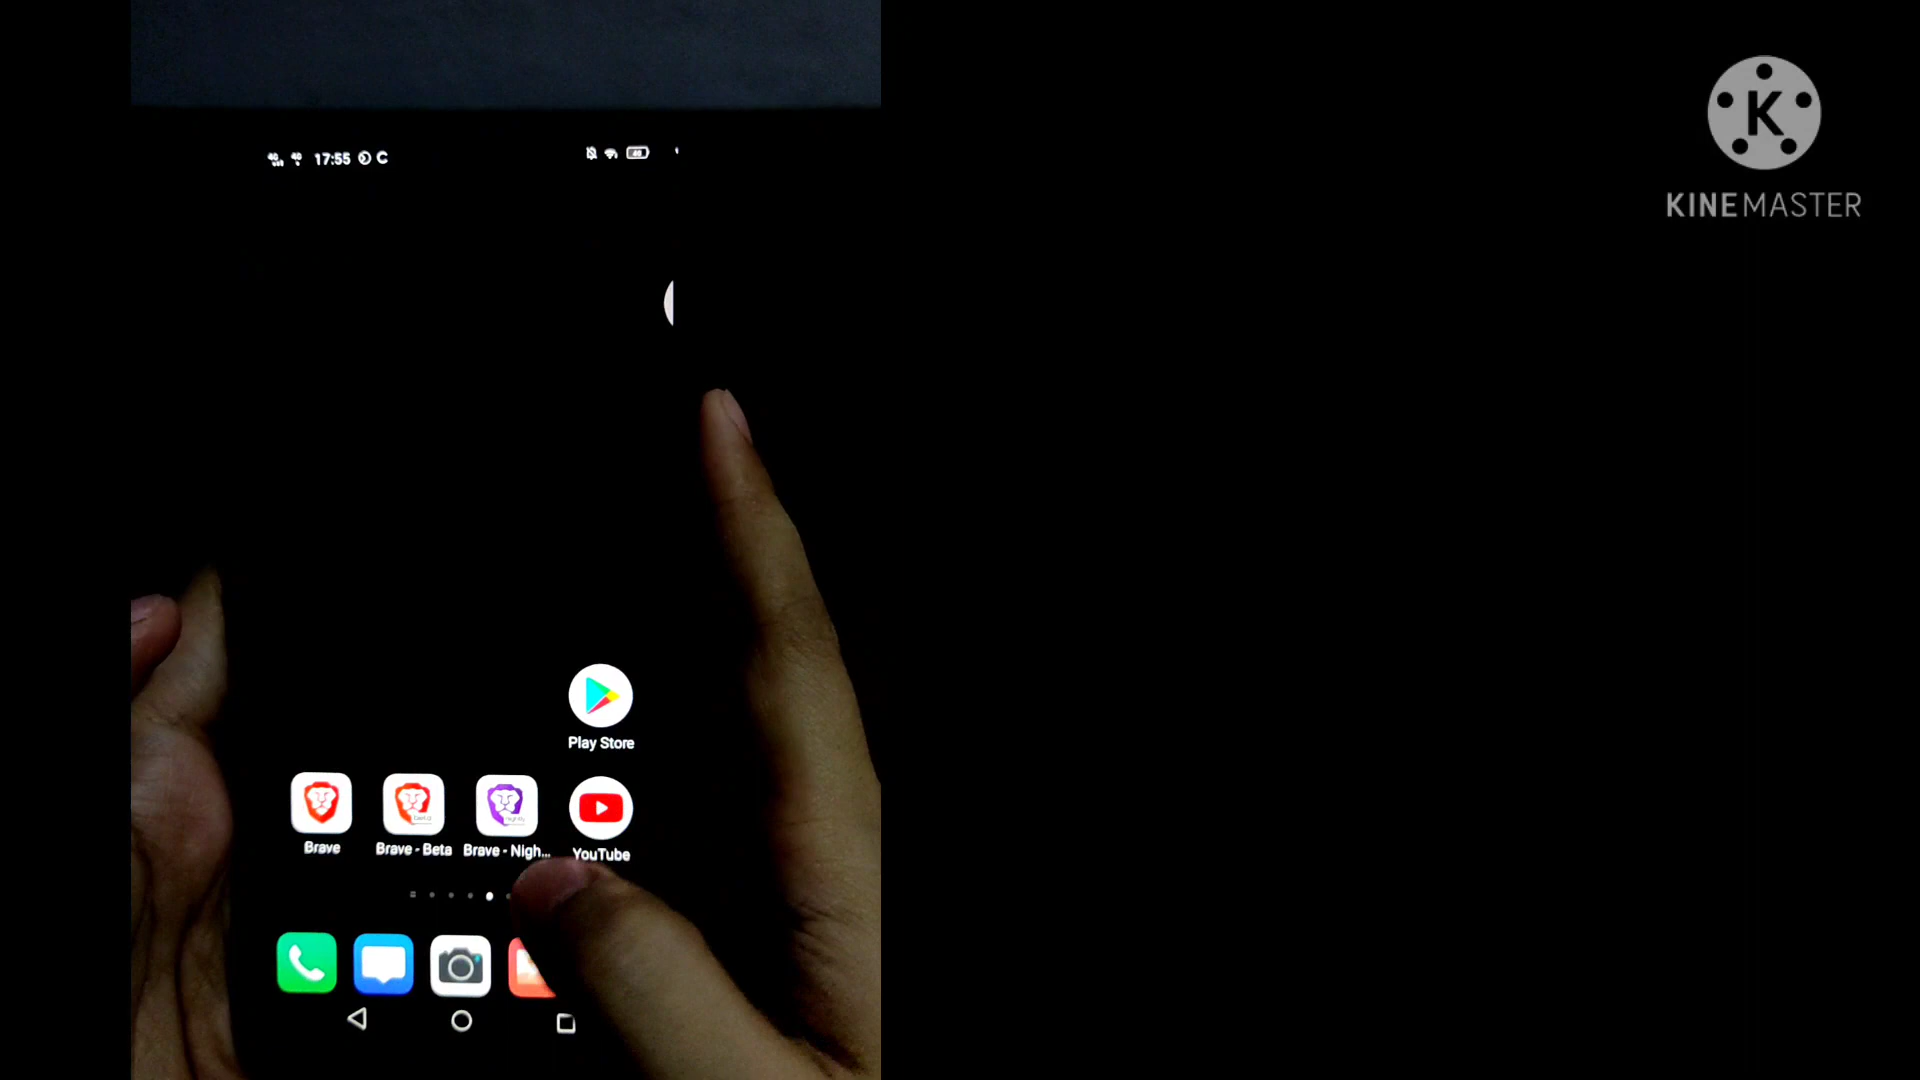 17:55
KINEMASTER
Play Store
Brave
Brave - Beta
Brave - Nigh...
YouTube